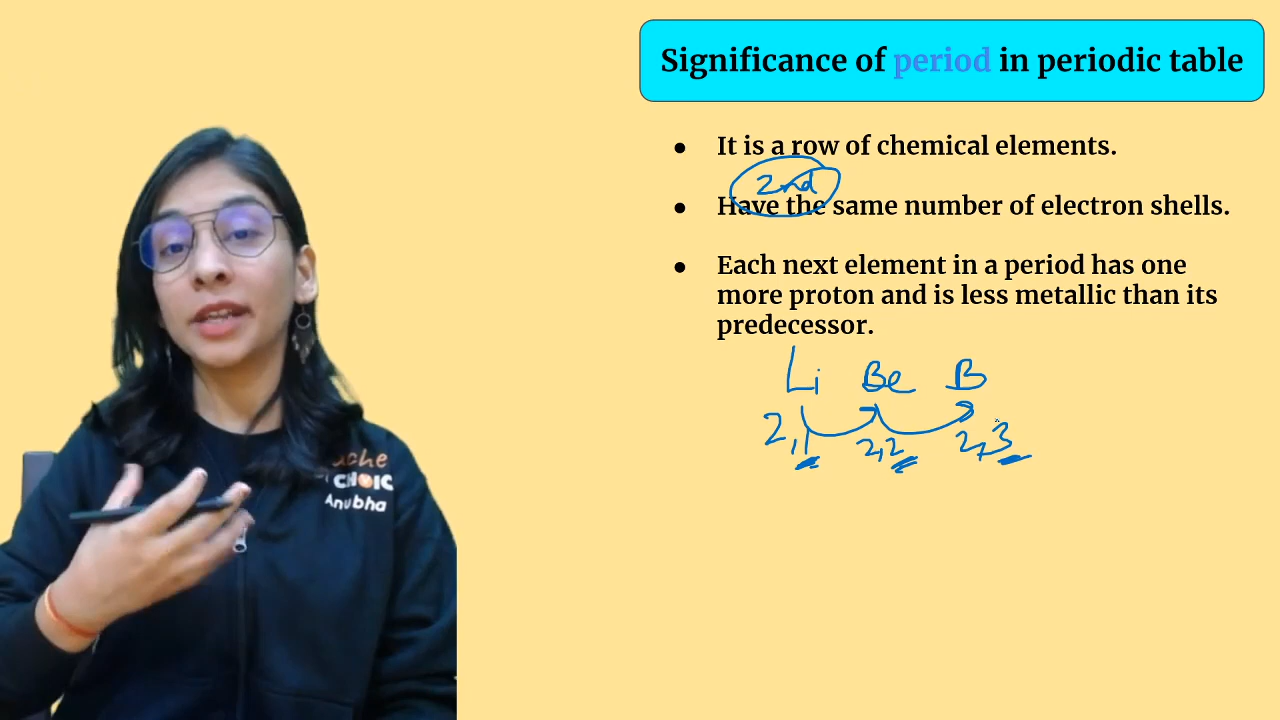 Significance of period in periodic table
It is a row of chemical elements.
2nd
Have the same number of electron shells.
Each next element in a period has one
more proton and is less metallic than its
predecessor.
Li Be B
2,1 2,2 2,3
CHOIC
Anubha